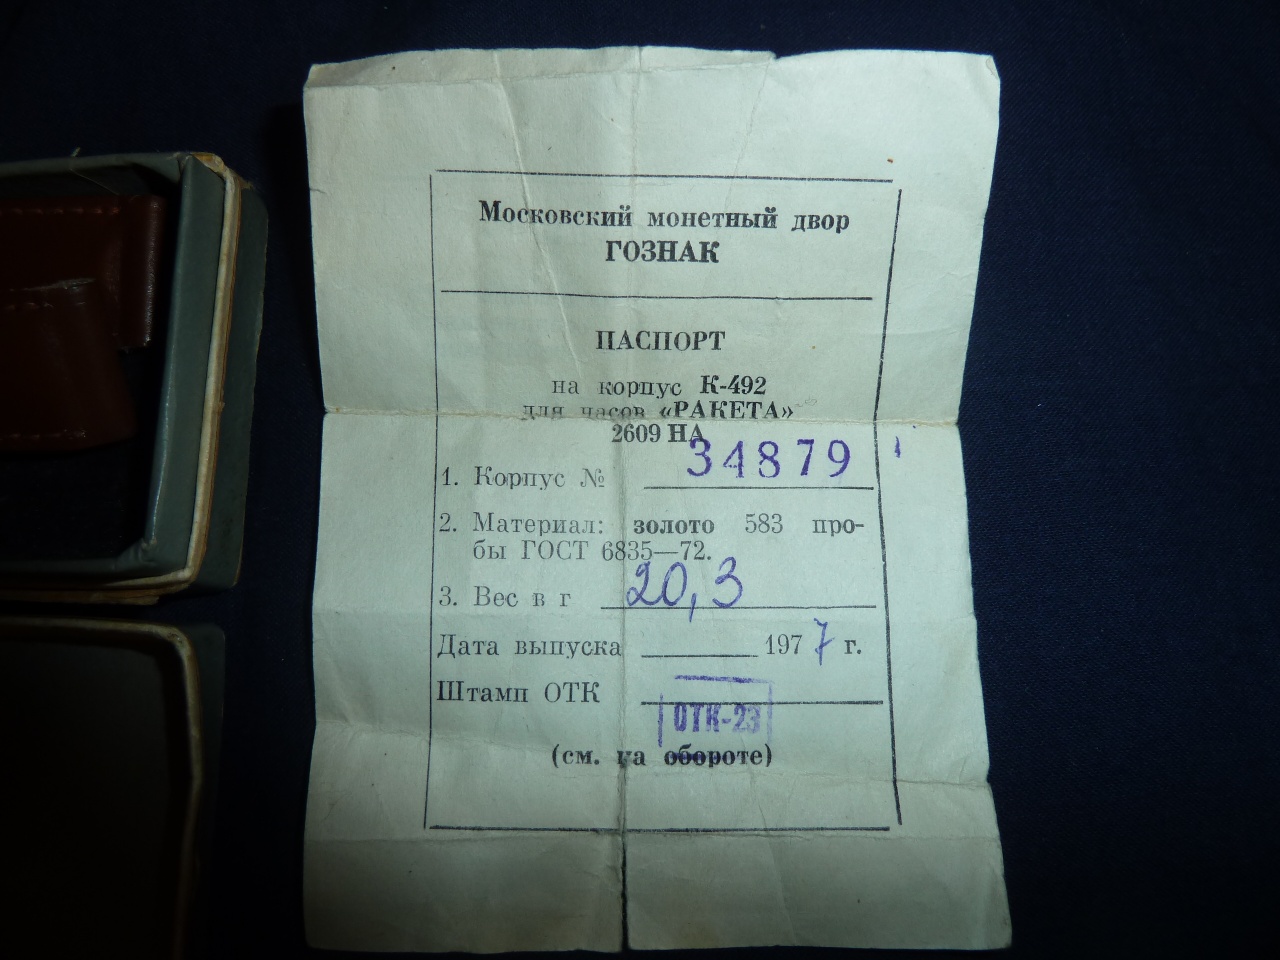 Московский монетный двор
ГОЗНАК
ПАСПОРТ
на корпус К-492
для часов «РАКЕТА»
2609 НА
1. Корпус № 34879
2. Материал: золото 583 про-
бы ГОСТ 6835—72.
3. Вес в г 20,3
Дата выпуска 1977 г.
Штамп ОТК
ОТК-23
(см. на обороте)